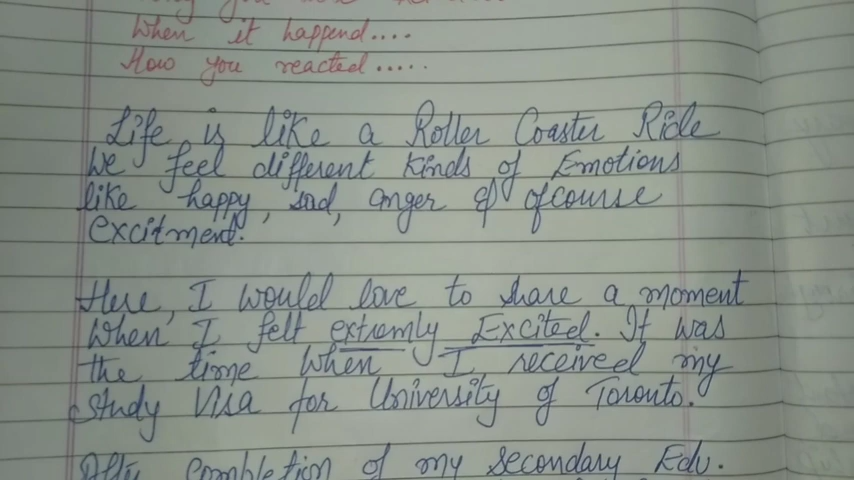 you
When it happend....
How you reacted.....
Life is like a Roller Coaster Ride
We feel different Kinds of Emotions
like happy, sad, anger & ofcourse
excitment.
Here, I would love to share a moment
When I felt extremly Excited. It was
the time When I received my
Study Visa for University of Toronto.
After completion of my secondary Edu.